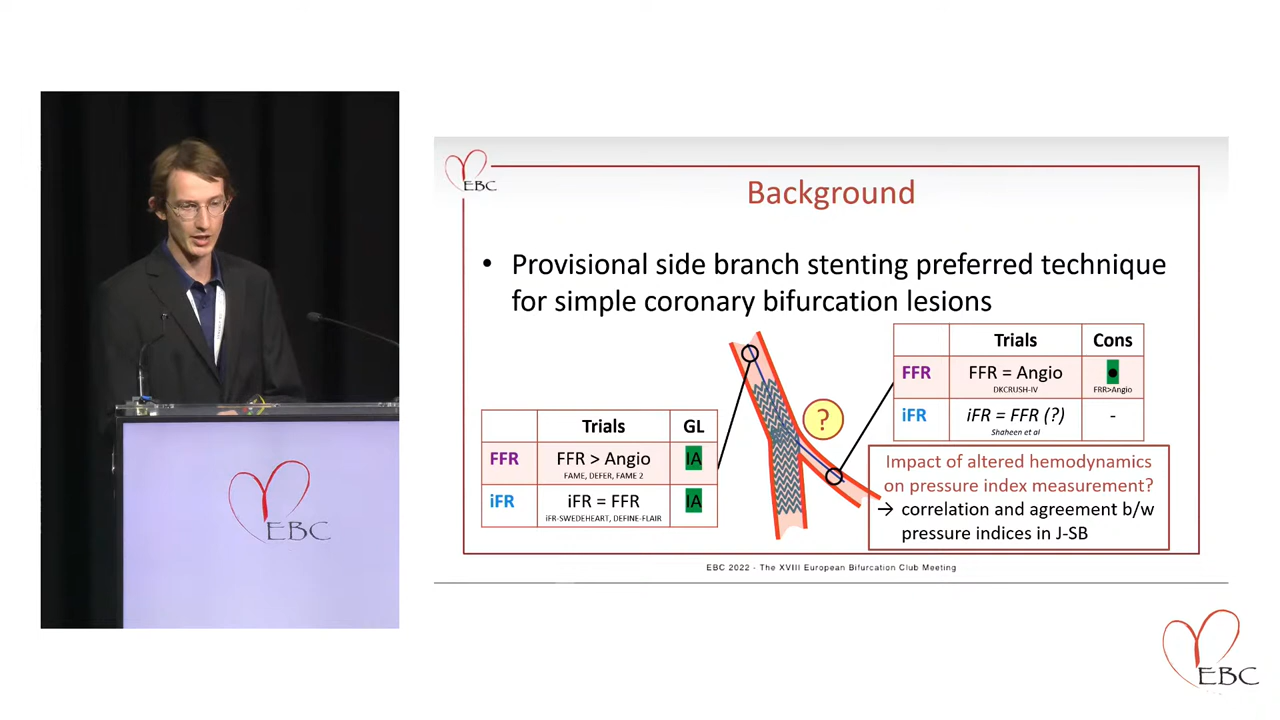 EBC
Background
• Provisional side branch stenting preferred technique
for simple coronary bifurcation lesions
Trials Cons
FFR FFR = Angio ●
DKCRUSH-IV FRR>Angio
iFR iFR = FFR (?) -
Shaheen et al
?
Trials GL
FFR FFR > Angio IA
FAME, DEFER, FAME 2
iFR iFR = FFR IA
iFR-SWEDEHEART, DEFINE-FLAIR
Impact of altered hemodynamics
on pressure index measurement?
→ correlation and agreement b/w
pressure indices in J-SB
EBC 2022 - The XVIII European Bifurcation Club Meeting
EBC
EBC